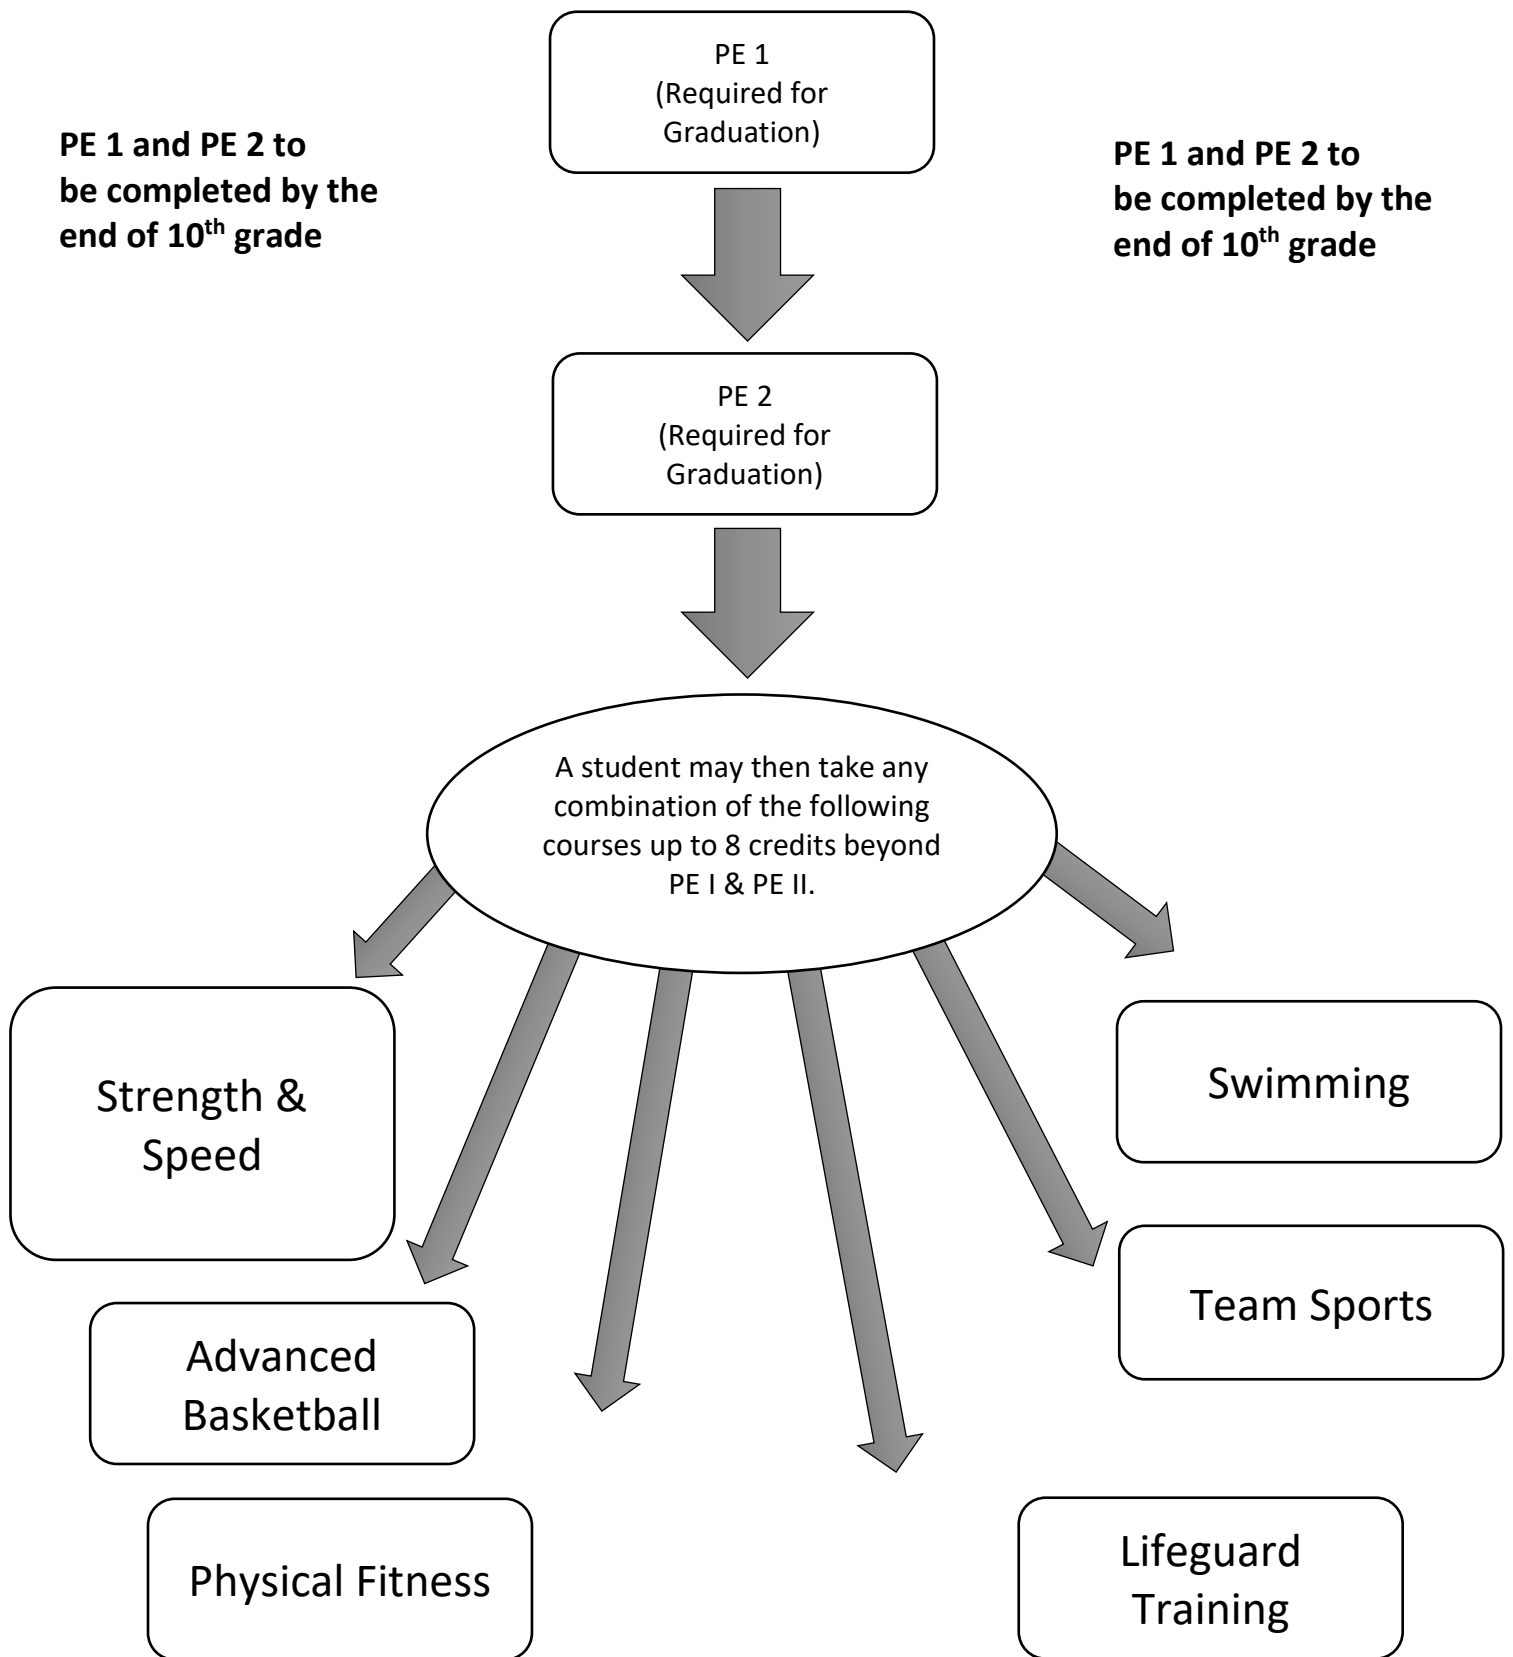 PE 1
(Required for
Graduation)
PE 1 and PE 2 to
be completed by the
end of 10th grade
PE 1 and PE 2 to
be completed by the
end of 10th grade
PE 2
(Required for
Graduation)
A student may then take any
combination of the following
courses up to 8 credits beyond
PE I & PE II.
Strength &
Speed
Swimming
Team Sports
Advanced
Basketball
Physical Fitness
Lifeguard
Training